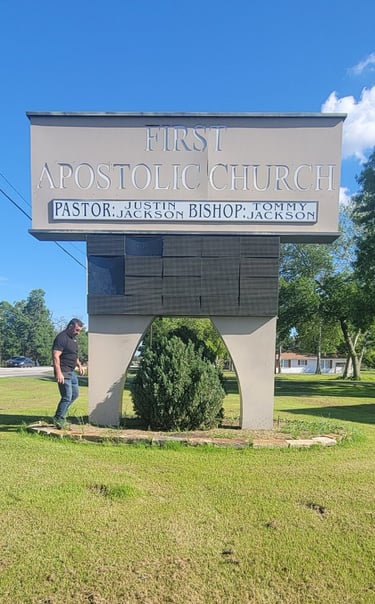 FIRST
APOSTOLIC CHURCH
PASTOR: JUSTIN JACKSON BISHOP: TOMMY JACKSON